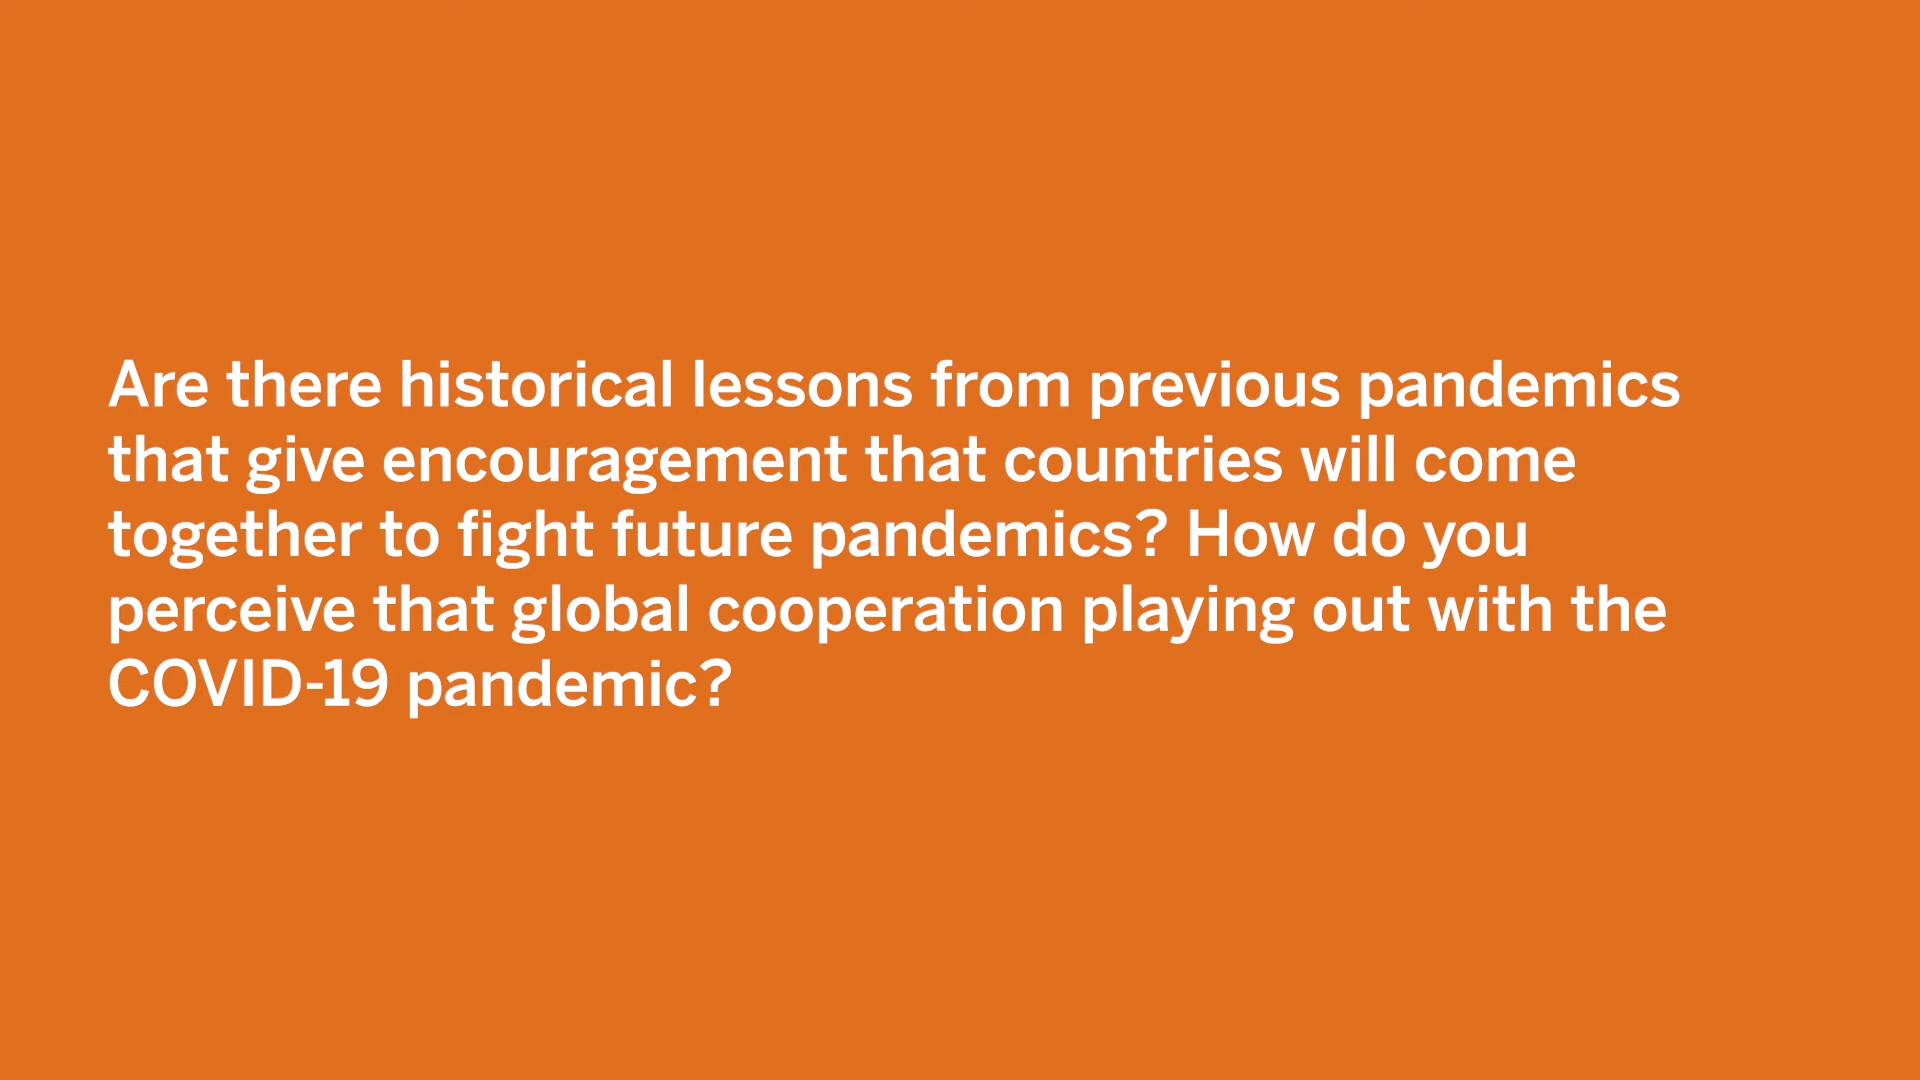 Are there historical lessons from previous pandemics
that give encouragement that countries will come
together to fight future pandemics? How do you
perceive that global cooperation playing out with the
COVID-19 pandemic?